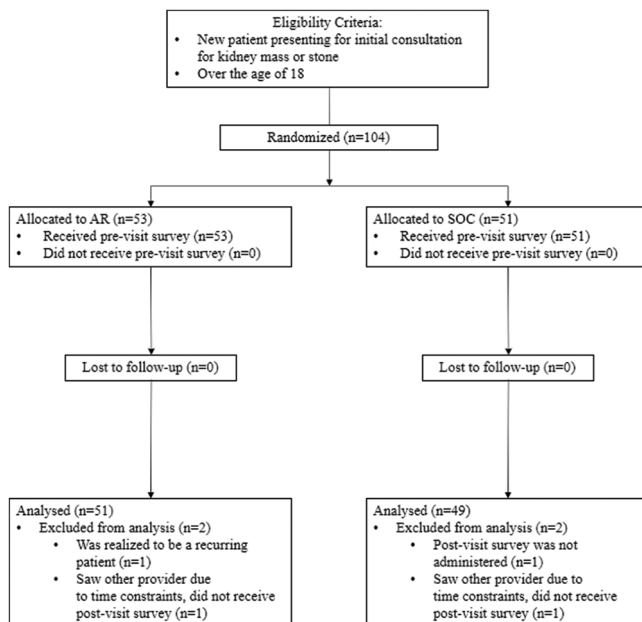 Eligibility Criteria:
• New patient presenting for initial consultation
for kidney mass or stone
• Over the age of 18
Randomized (n=104)
Allocated to AR (n=53)
• Received pre-visit survey (n=53)
• Did not receive pre-visit survey (n=0)
Allocated to SOC (n=51)
• Received pre-visit survey (n=51)
• Did not receive pre-visit survey (n=0)
Lost to follow-up (n=0)
Lost to follow-up (n=0)
Analysed (n=51)
• Excluded from analysis (n=2)
• Was realized to be a recurring
patient (n=1)
• Saw other provider due
to time constraints, did not receive
post-visit survey (n=1)
Analysed (n=49)
• Excluded from analysis (n=2)
• Post-visit survey was not
administered (n=1)
• Saw other provider due to
time constraints, did not receive
post-visit survey (n=1)